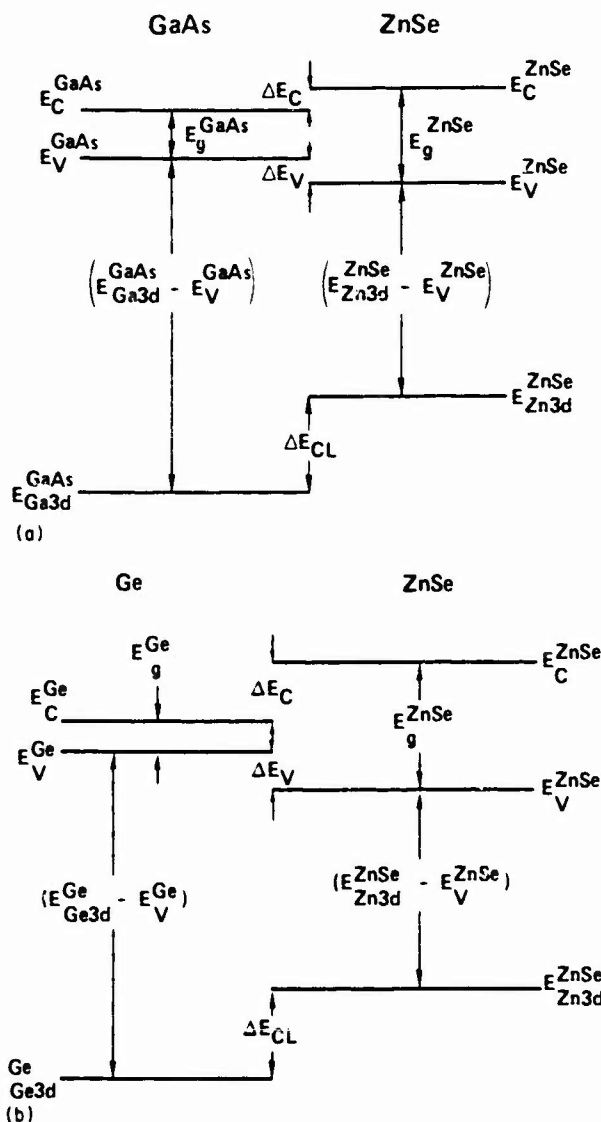 GaAs ZnSe
E_C^GaAs ΔE_C E_C^ZnSe
E_g^GaAs E_g^ZnSe
E_V^GaAs ΔE_V E_V^ZnSe
(E_Ga3d^GaAs - E_V^GaAs) (E_Zn3d^ZnSe - E_V^ZnSe)
E_Zn3d^ZnSe
ΔE_CL
E_Ga3d^GaAs
(a)
Ge ZnSe
E_g^Ge E_C^ZnSe
E_C^Ge ΔE_C E_g^ZnSe
E_V^Ge ΔE_V E_V^ZnSe
(E_Ge3d^Ge - E_V^Ge) (E_Zn3d^ZnSe - E_V^ZnSe)
E_Zn3d^ZnSe
ΔE_CL
Ge
Ge3d
(b)